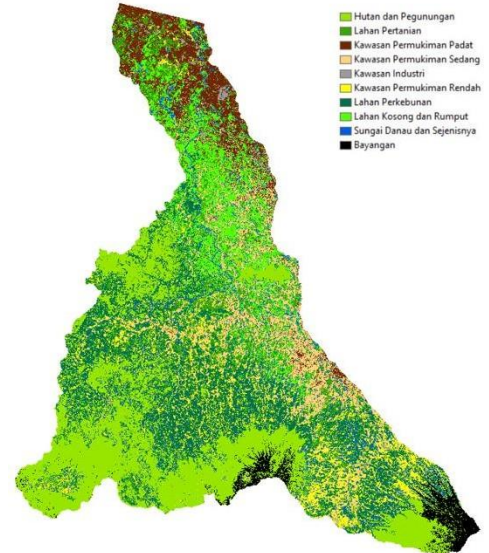 Hutan dan Pegunungan
Lahan Pertanian
Kawasan Permukiman Padat
Kawasan Permukiman Sedang
Kawasan Industri
Kawasan Permukiman Rendah
Lahan Perkebunan
Lahan Kosong dan Rumput
Sungai Danau dan Sejenisnya
Bayangan